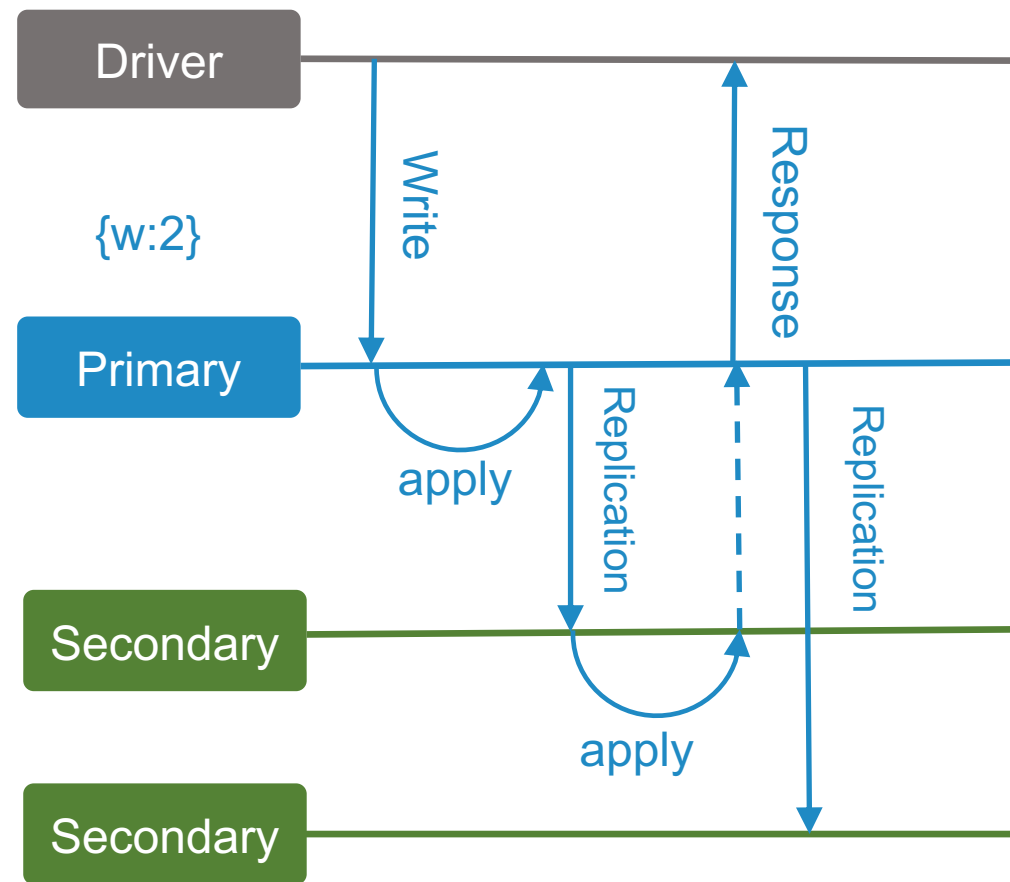 Driver
Write
Response
{w:2}
Primary
apply
Replication
Replication
Secondary
apply
Secondary